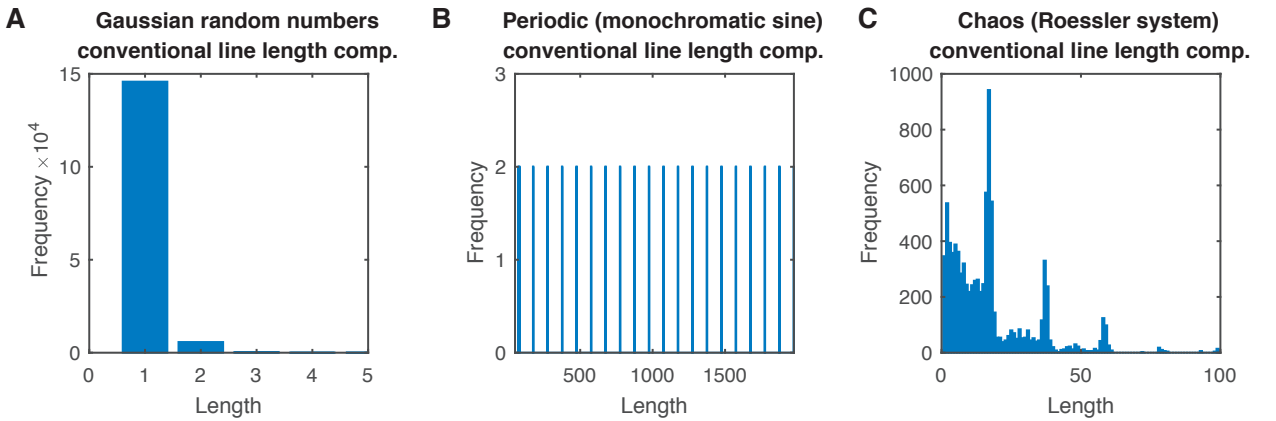 A
Gaussian random numbers
conventional line length comp.
Frequency ×10^4
15
10
5
0
0 1 2 3 4 5
Length
B
Periodic (monochromatic sine)
conventional line length comp.
Frequency
3
2
1
0
500 1000 1500
Length
C
Chaos (Roessler system)
conventional line length comp.
Frequency
1000
800
600
400
200
0
0 50 100
Length